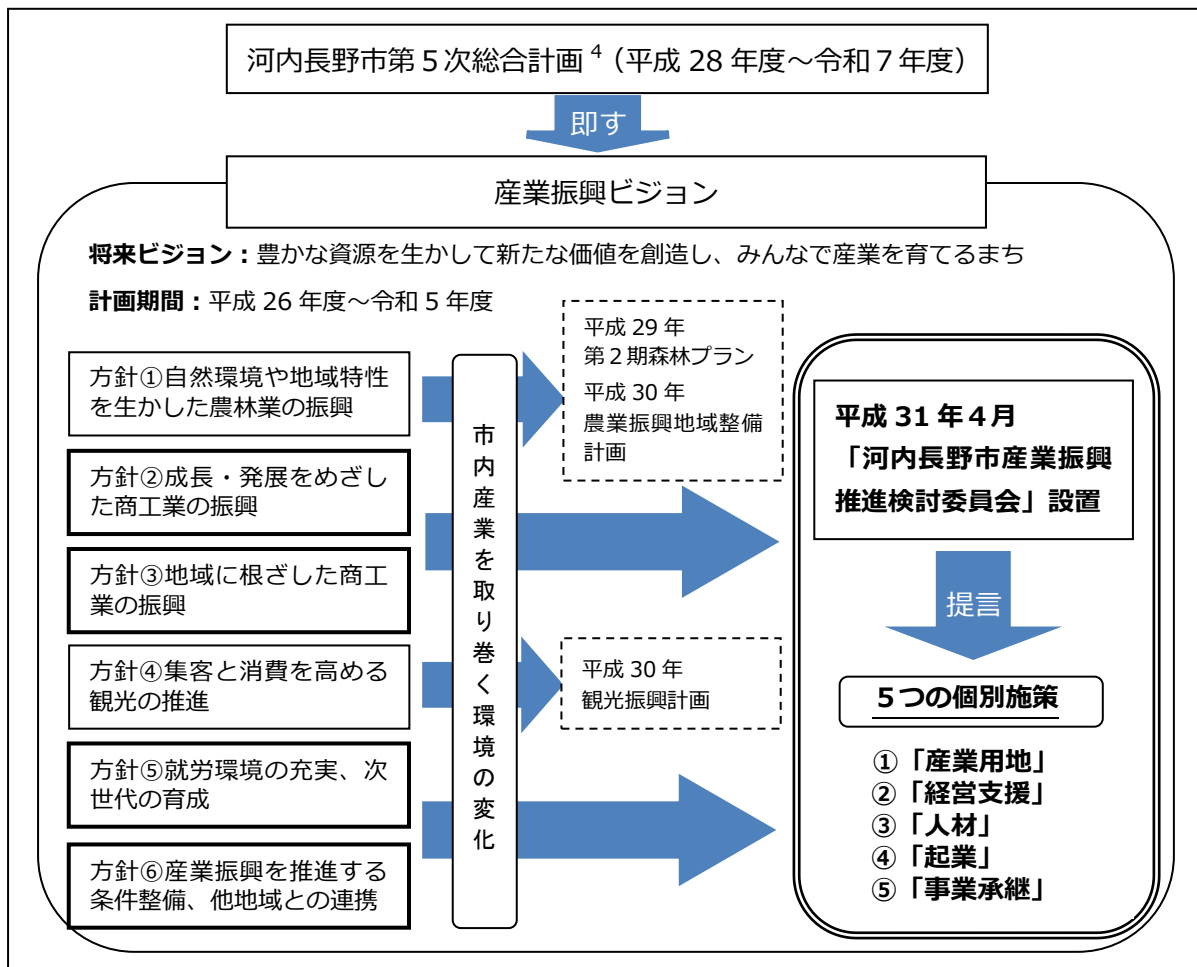 河内長野市第５次総合計画⁴（平成 28 年度～令和７年度）
即す
産業振興ビジョン
将来ビジョン：豊かな資源を生かして新たな価値を創造し、みんなで産業を育てるまち
計画期間：平成 26 年度～令和 5 年度
方針①自然環境や地域特性
を生かした農林業の振興
方針②成長・発展をめざし
た商工業の振興
方針③地域に根ざした商工
業の振興
方針④集客と消費を高める
観光の推進
方針⑤就労環境の充実、次
世代の育成
方針⑥産業振興を推進する
条件整備、他地域との連携
市内産業を取り巻く環境の変化
平成 29 年
第２期森林プラン
平成 30 年
農業振興地域整備
計画
平成 30 年
観光振興計画
平成 31 年４月
「河内長野市産業振興
推進検討委員会」設置
提言
５つの個別施策
①「産業用地」
②「経営支援」
③「人材」
④「起業」
⑤「事業承継」